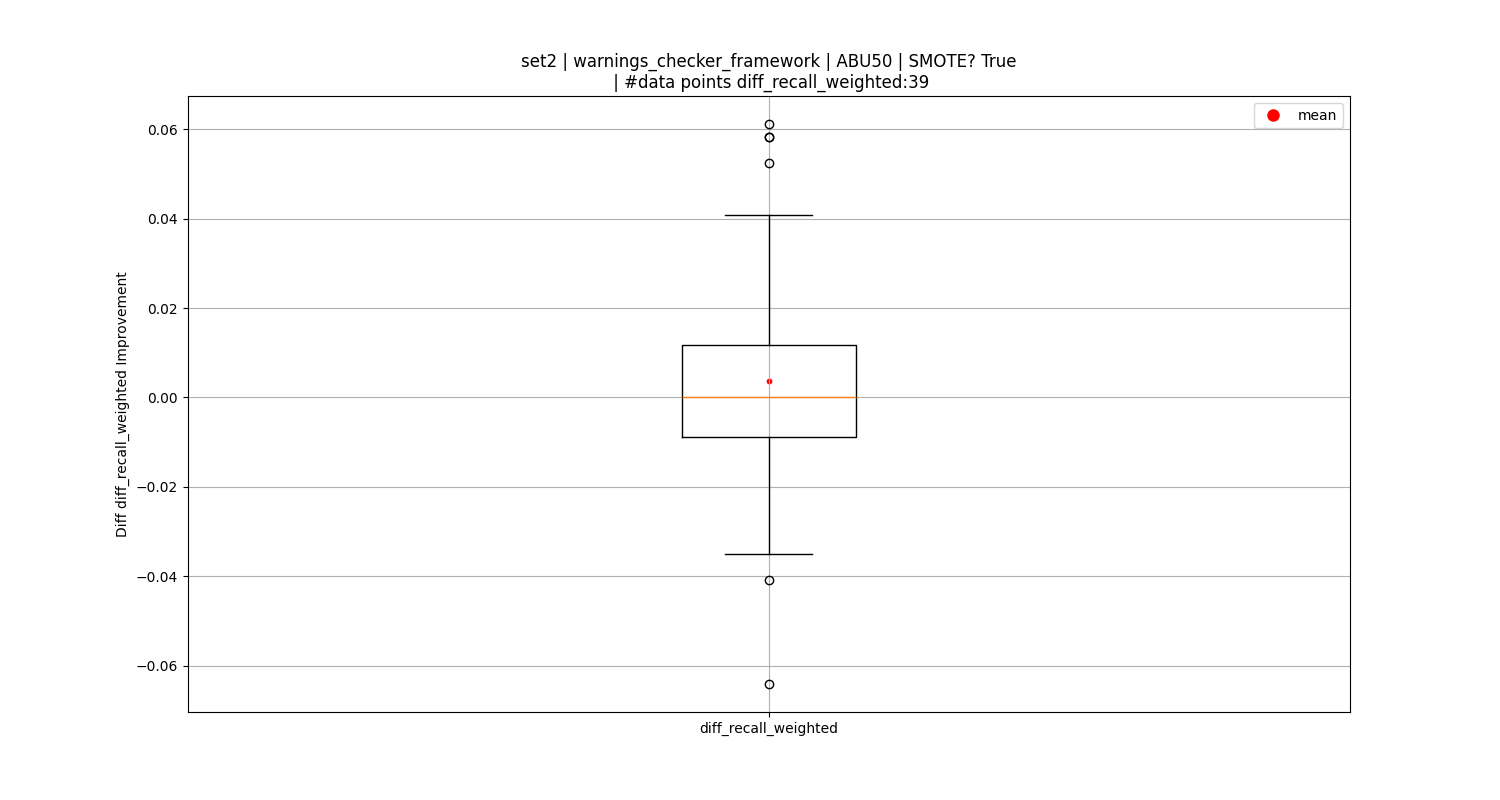 set2 | warnings_checker_framework | ABU50 | SMOTE? True
| #data points diff_recall_weighted:39
mean
0.06
0.04
0.02
0.00
−0.02
−0.04
−0.06
Diff diff_recall_weighted Improvement
diff_recall_weighted